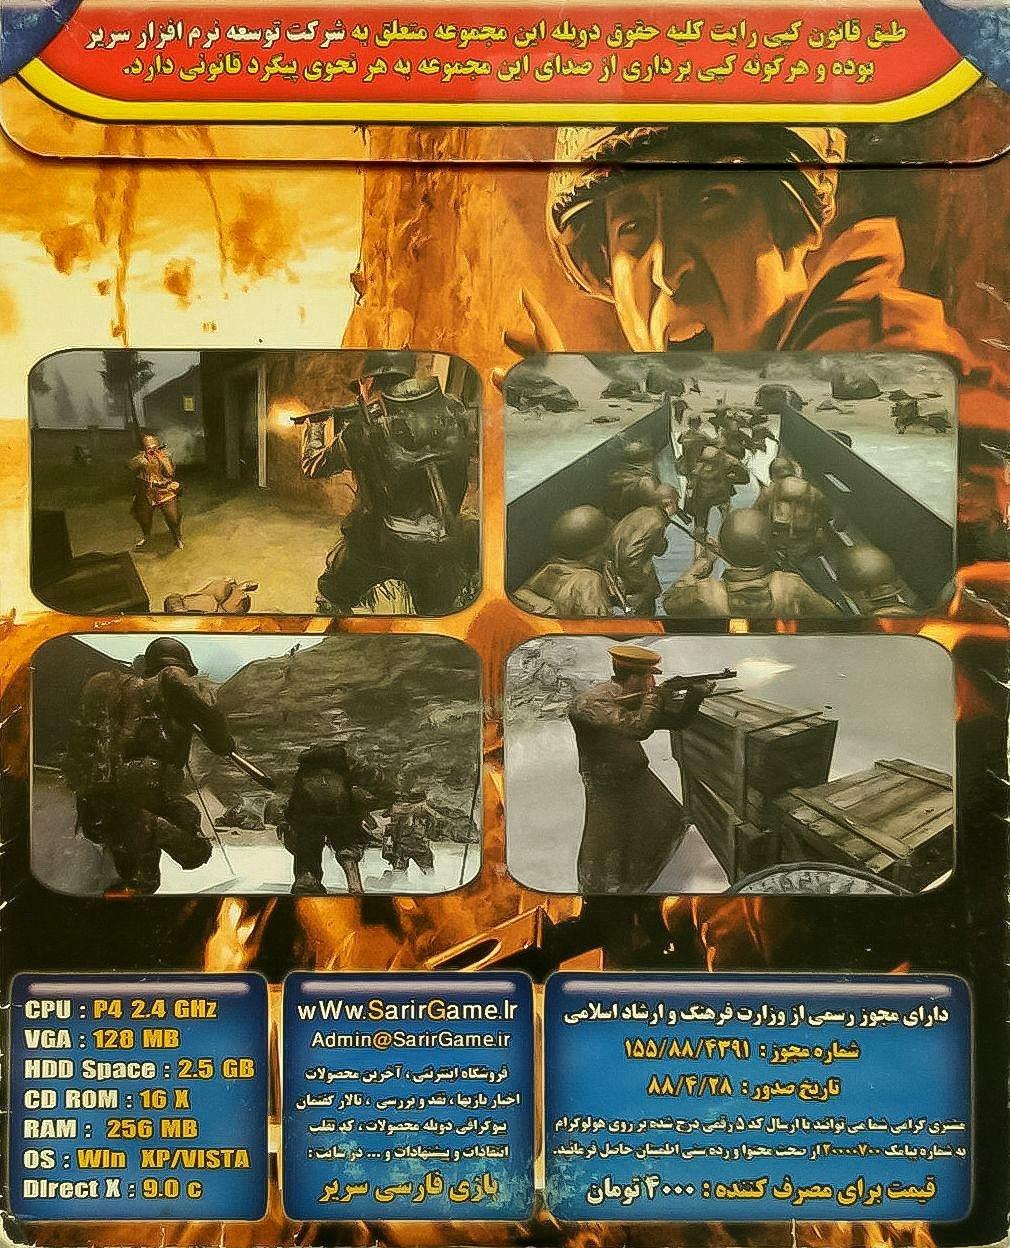 طبق قانون کپی رایت کلیه حقوق دوبله این مجموعه متعلق به شرکت توسعه نرم افزار سریر
بوده و هرگونه کپی برداری از صدای این مجموعه به هر نحوی پیگرد قانونی دارد.
CPU : P4 2.4 GHz
VGA : 128 MB
HDD Space : 2.5 GB
CD ROM : 16 X
RAM : 256 MB
OS : Win XP/VISTA
Direct X : 9.0 c
wWw.SarirGame.Ir
Admin@SarirGame.ir
فروشگاه اینترنتی ، آخرین محصولات
اخبار بازیها ، نقد و بررسی ، تالار گفتمان
بیوگرافی دوبله محصولات ، کد تقلب
انتقادات و پیشنهادات و ... در سایت :
بازی فارسی سریر
دارای مجوز رسمی از وزارت فرهنگ و ارشاد اسلامی
شماره مجوز : ۱۵۵/۸۸/۴۳۹۱
تاریخ صدور : ۸۸/۴/۲۸
مشتری گرامی شما می توانید با ارسال کد ۵ رقمی درج شده بر روی هولوگرام
به شماره پیامک ۲۰۰۰۰۷۰۰ از صحت محتوا و رده سنی اطمینان حاصل فرمائید.
قیمت برای مصرف کننده : ۴۰۰۰ تومان